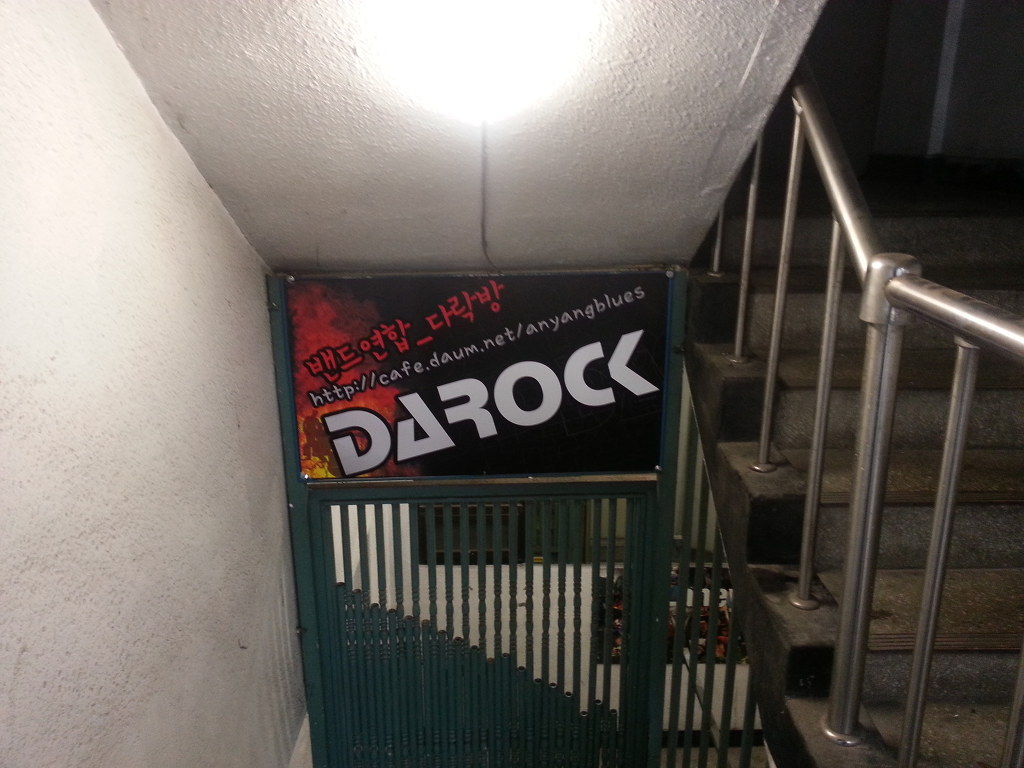 밴드연합_다락방
http://cafe.daum.net/anyangblues
DAROCK